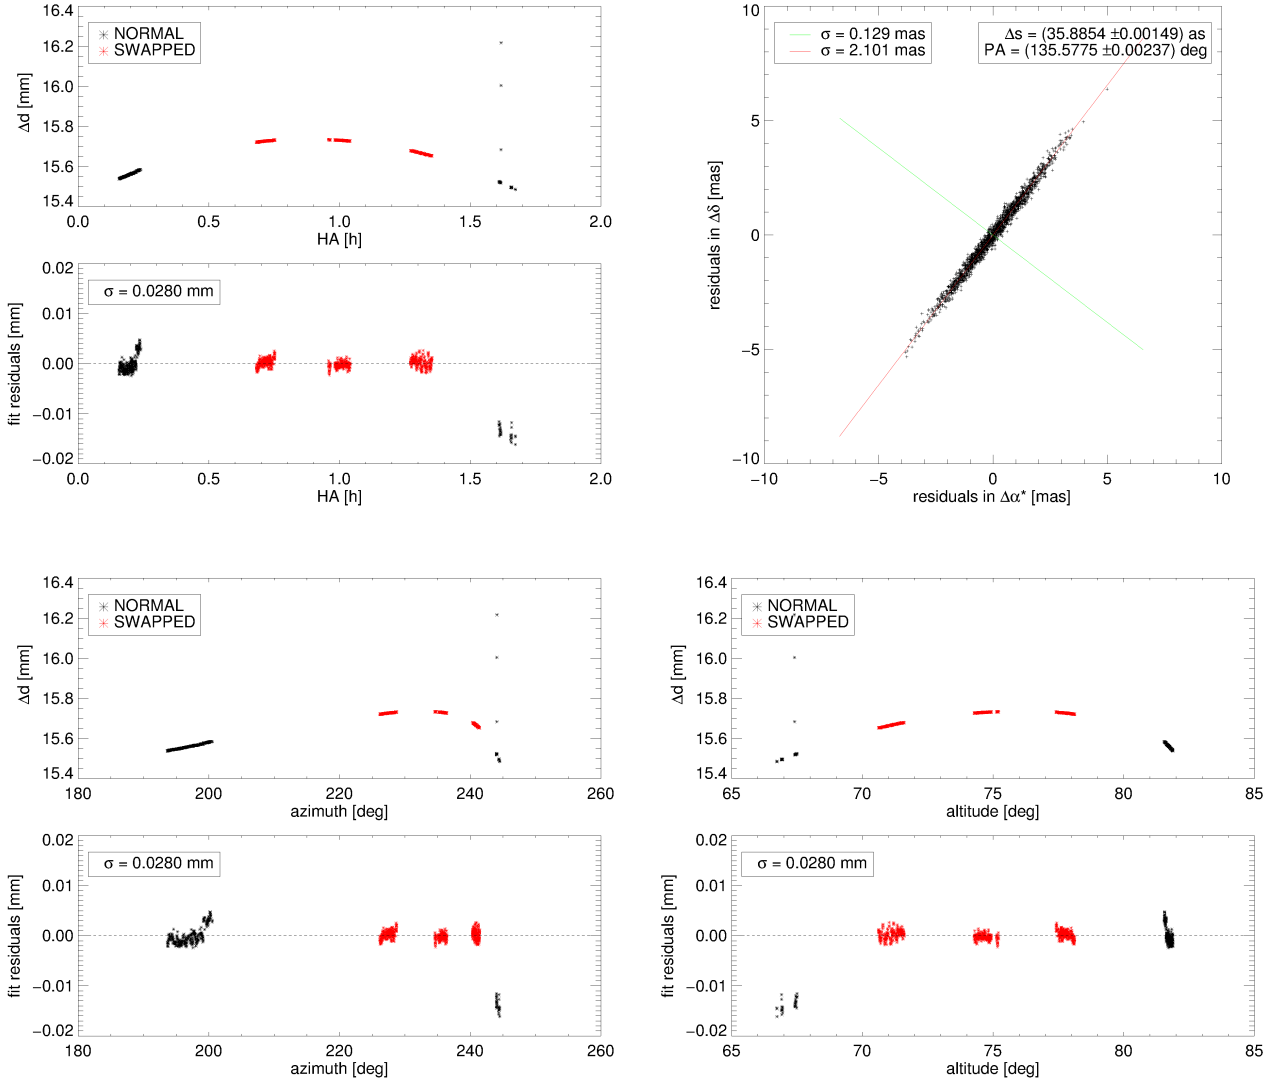 16.4
16.2
16.0
15.8
15.6
15.4
Δd [mm]
NORMAL
SWAPPED
0.0 0.5 1.0 1.5 2.0
HA [h]
0.02
0.01
0.00
−0.01
−0.02
fit residuals [mm]
σ = 0.0280 mm
0.0 0.5 1.0 1.5 2.0
HA [h]
10
5
0
−5
−10
residuals in Δδ [mas]
σ = 0.129 mas
σ = 2.101 mas
Δs = (35.8854 ±0.00149) as
PA = (135.5775 ±0.00237) deg
−10 −5 0 5 10
residuals in Δα* [mas]
16.4
16.2
16.0
15.8
15.6
15.4
Δd [mm]
NORMAL
SWAPPED
180 200 220 240 260
azimuth [deg]
16.4
16.2
16.0
15.8
15.6
15.4
Δd [mm]
NORMAL
SWAPPED
65 70 75 80 85
altitude [deg]
0.02
0.01
0.00
−0.01
−0.02
fit residuals [mm]
σ = 0.0280 mm
180 200 220 240 260
azimuth [deg]
0.02
0.01
0.00
−0.01
−0.02
fit residuals [mm]
σ = 0.0280 mm
65 70 75 80 85
altitude [deg]